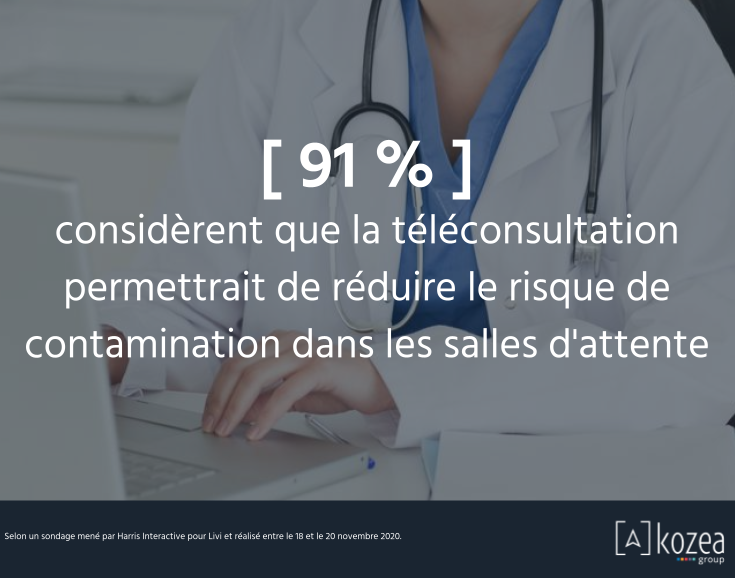 [ 91 % ]
considèrent que la téléconsultation
permettrait de réduire le risque de
contamination dans les salles d'attente
Selon un sondage mené par Harris Interactive pour Livi et réalisé entre le 18 et le 20 novembre 2020.
[A] kozea
group